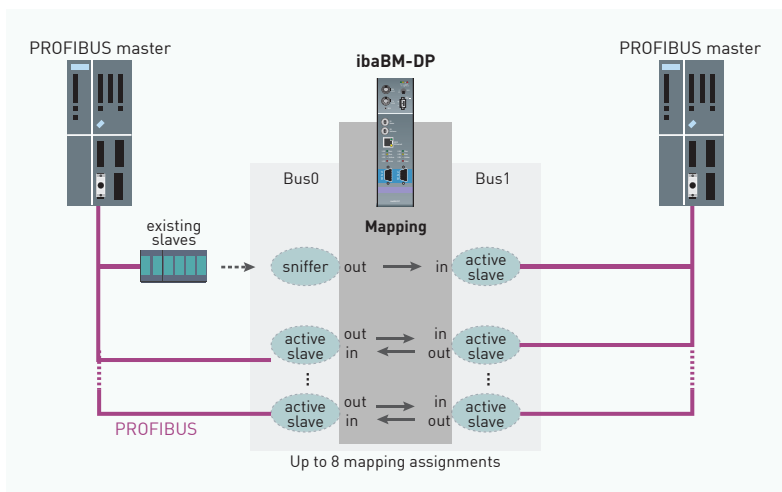 PROFIBUS master
ibaBM-DP
PROFIBUS master
Bus0
Bus1
Mapping
existing
slaves
sniffer
out
in
active
slave
active
slave
out
in
in
out
active
slave
active
slave
out
in
in
out
active
slave
PROFIBUS
Up to 8 mapping assignments